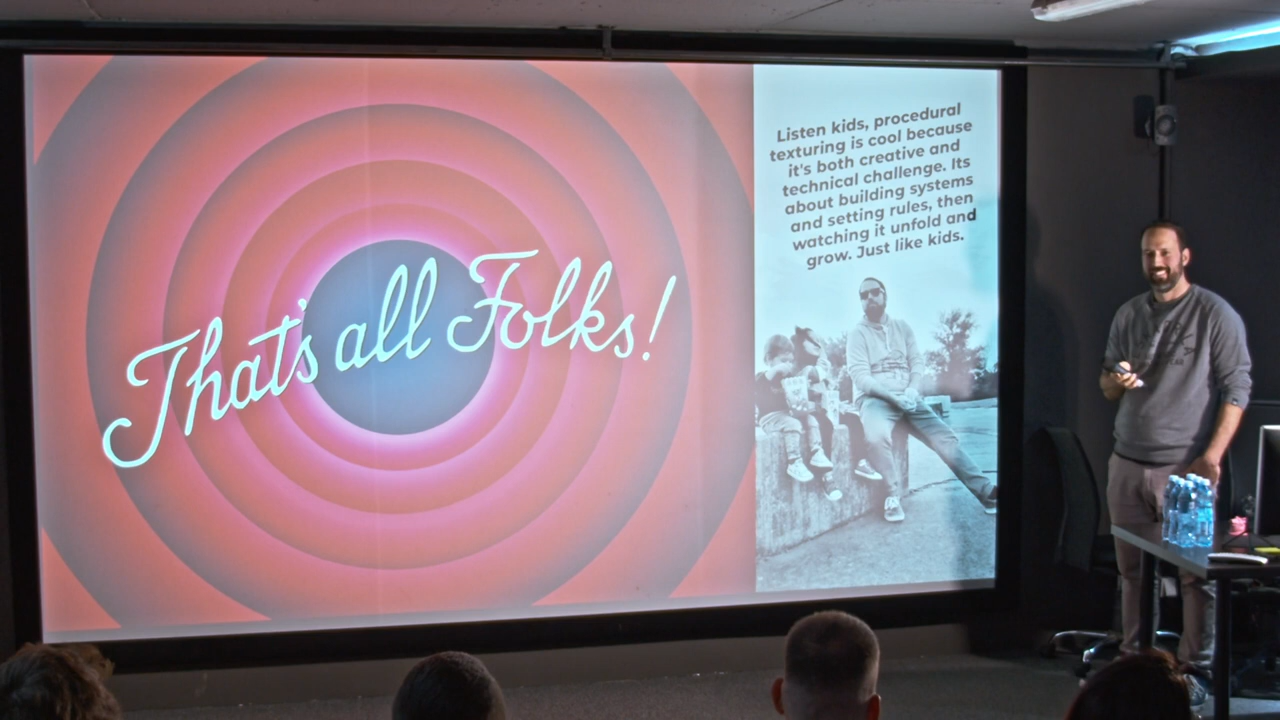 That's all Folks!
Listen kids, procedural
texturing is cool because
it's both creative and
technical challenge. Its
about building systems
and setting rules, then
watching it unfold and
grow. Just like kids.